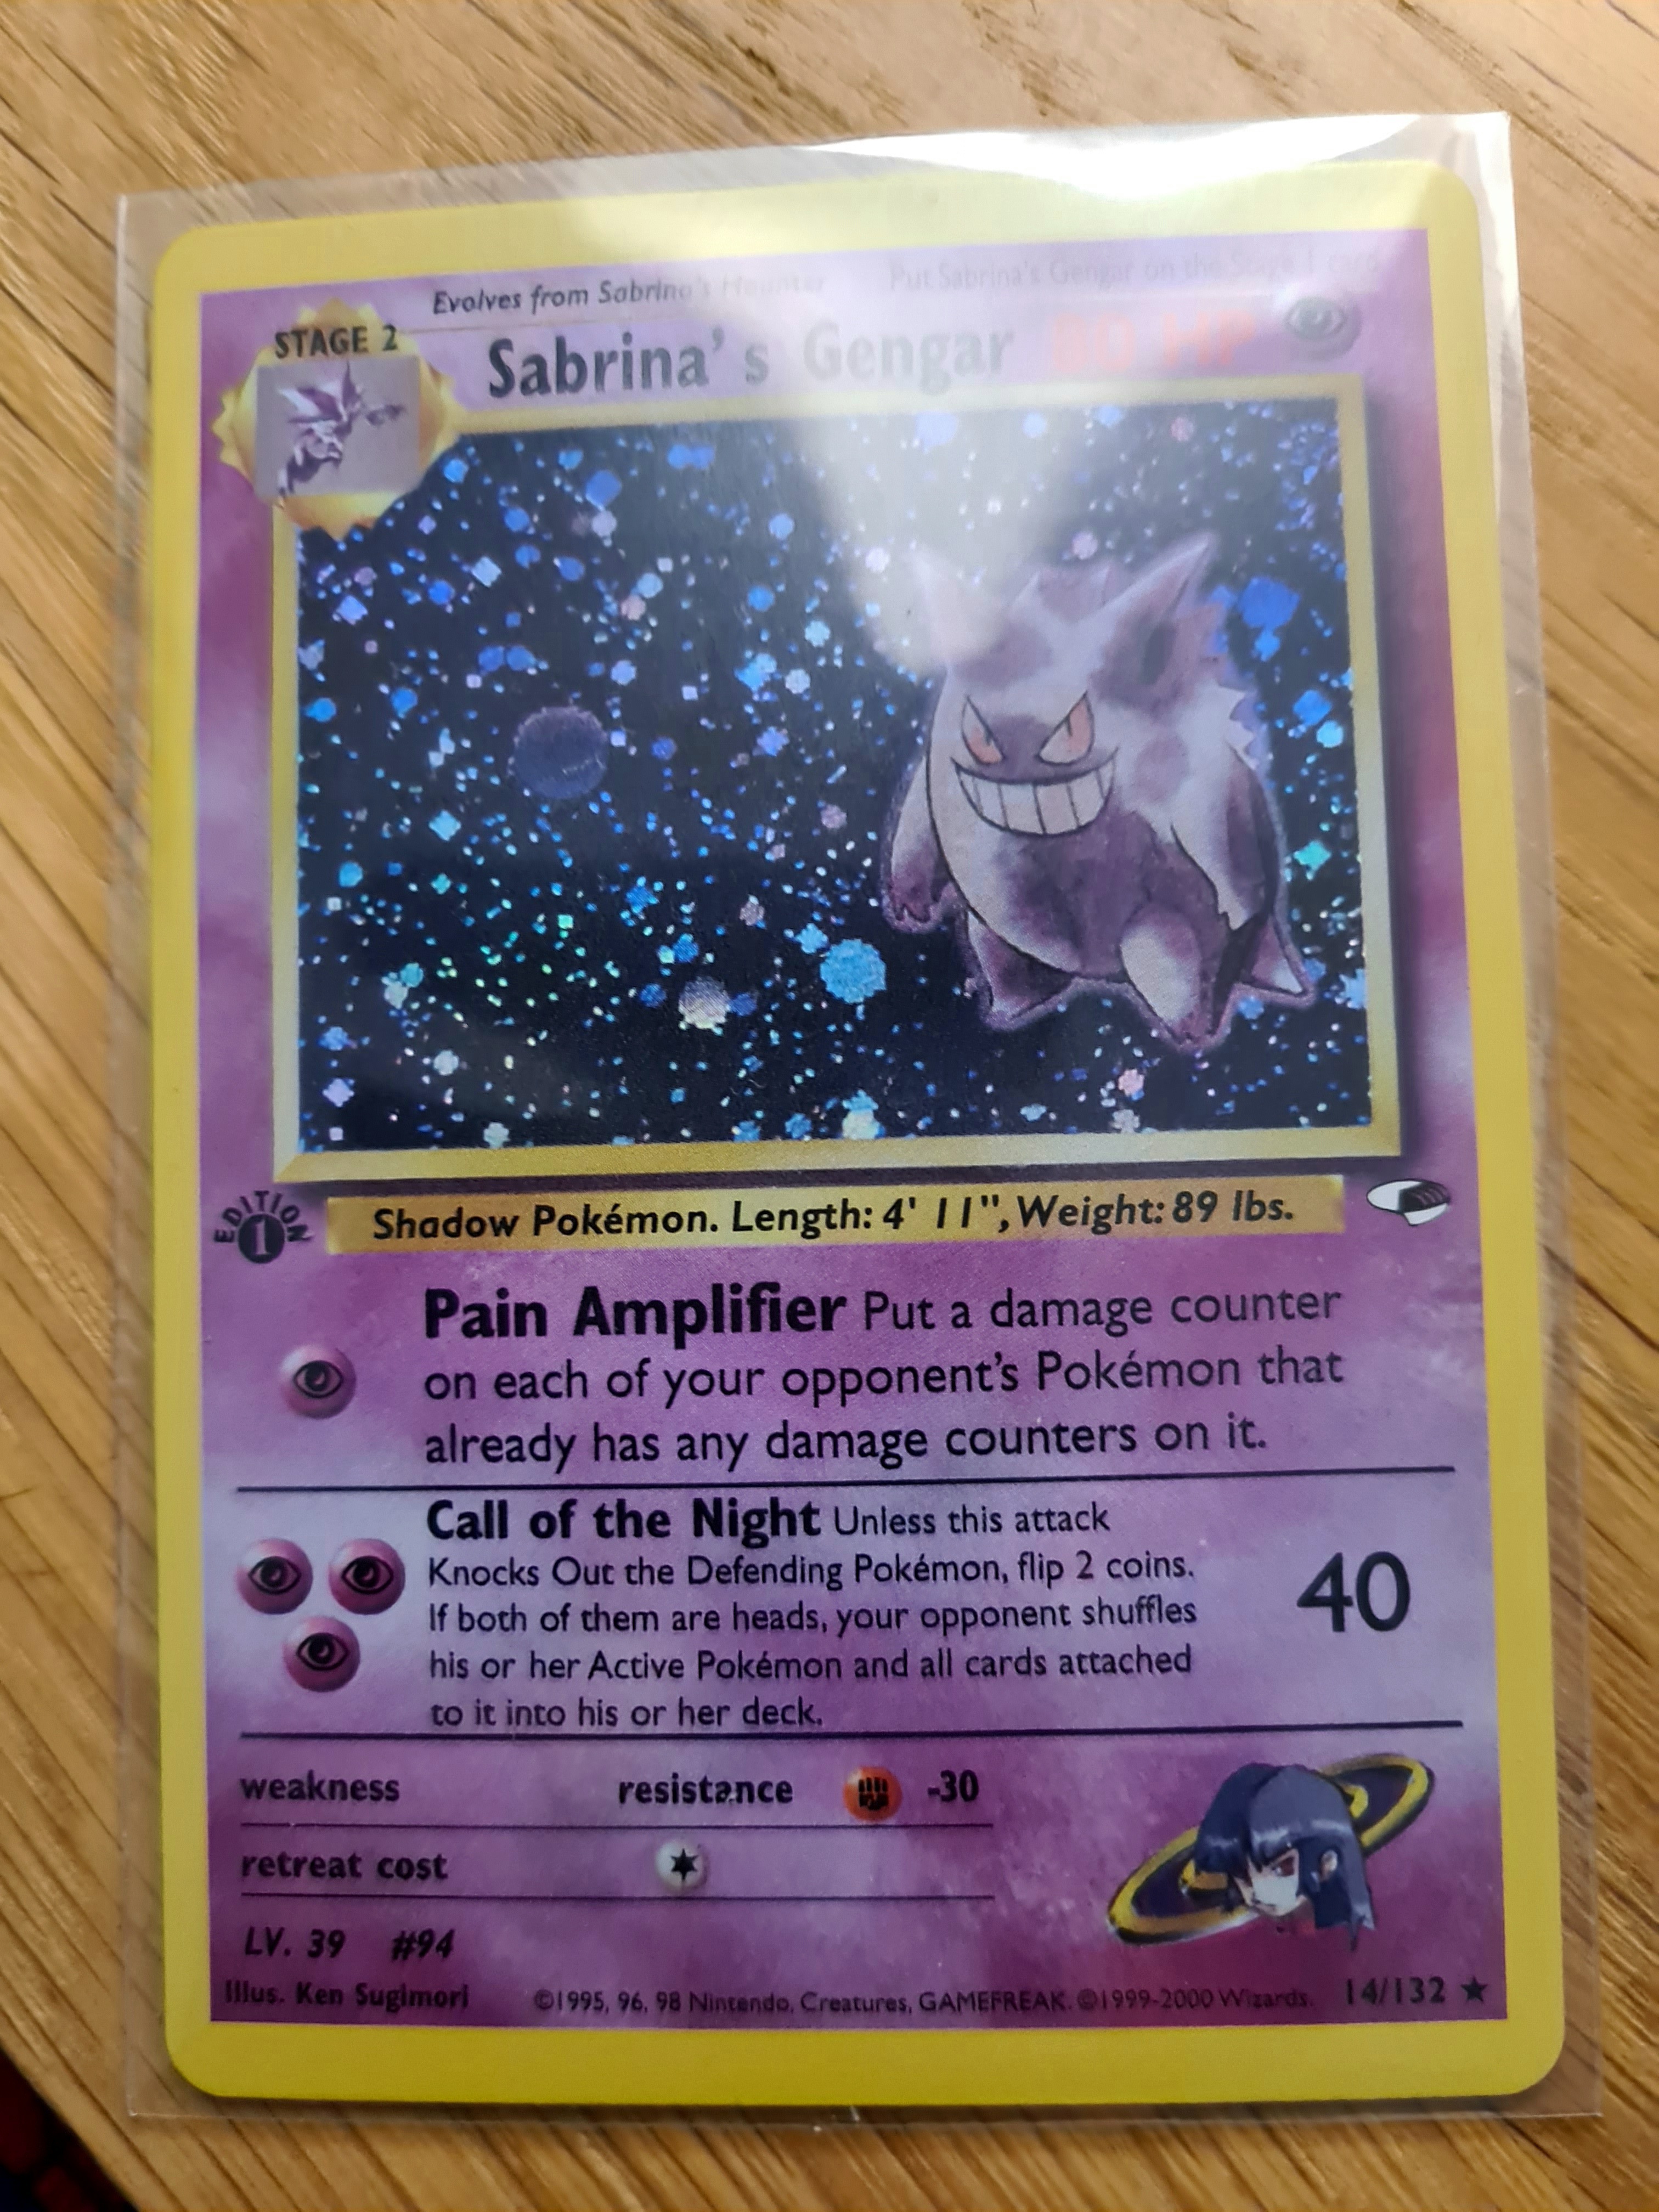 Evolves from Sabrina's Haunter Put Sabrina's Gengar on the Stage 1 card
STAGE 2
Sabrina's Gengar 80 HP
EDITION 1
Shadow Pokémon. Length: 4' 11", Weight: 89 lbs.
Pain Amplifier Put a damage counter
on each of your opponent's Pokémon that
already has any damage counters on it.
Call of the Night Unless this attack
Knocks Out the Defending Pokémon, flip 2 coins.
If both of them are heads, your opponent shuffles
his or her Active Pokémon and all cards attached
to it into his or her deck.
40
weakness resistance -30
retreat cost
LV. 39 #94
Illus. Ken Sugimori ©1995, 96, 98 Nintendo, Creatures, GAMEFREAK. ©1999-2000 Wizards. 14/132 ★